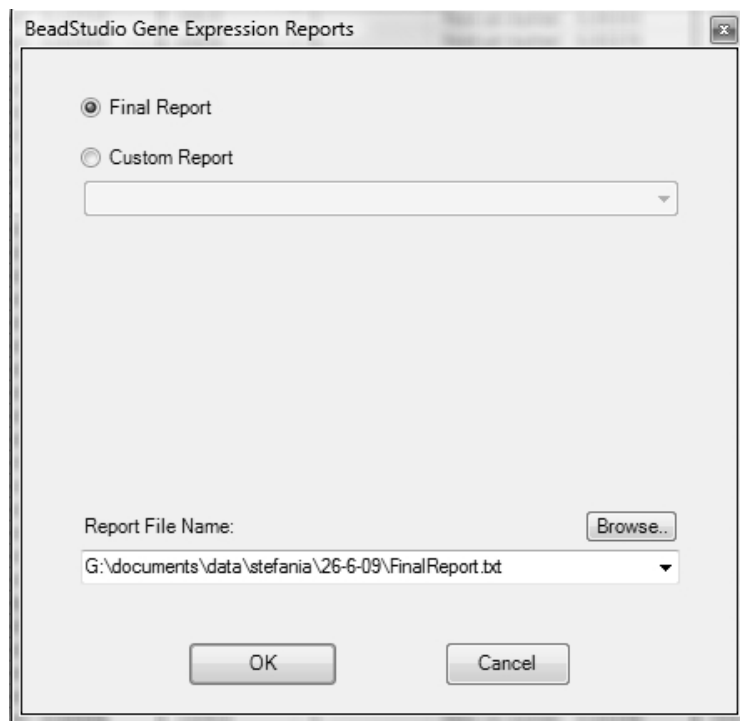 BeadStudio Gene Expression Reports
Final Report
Custom Report
Report File Name:
Browse..
G:\documents\data\stefania\26-6-09\FinalReport.txt
OK
Cancel